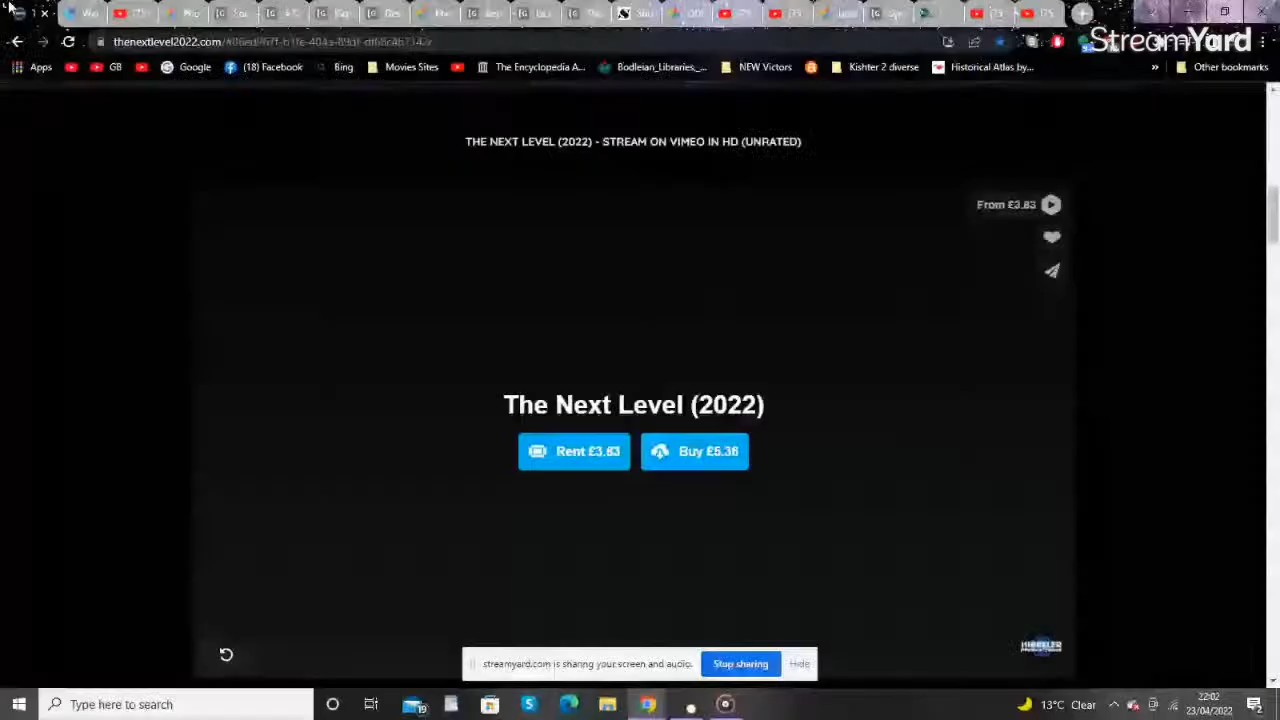 StreamYard
thenextlevel2022.com/
Apps
GB
Google
(18) Facebook
Bing
Movies Sites
The Encyclopedia A...
Bodleian_Libraries,_...
NEW Victors
Kishter 2 diverse
Historical Atlas by...
»
Other bookmarks
THE NEXT LEVEL (2022) - STREAM ON VIMEO IN HD (UNRATED)
From £3.83
The Next Level (2022)
Rent £3.83
Buy £5.36
streamyard.com is sharing your screen and audio.
Stop sharing
Hide
Type here to search
19
13°C Clear
22:02
23/04/2022